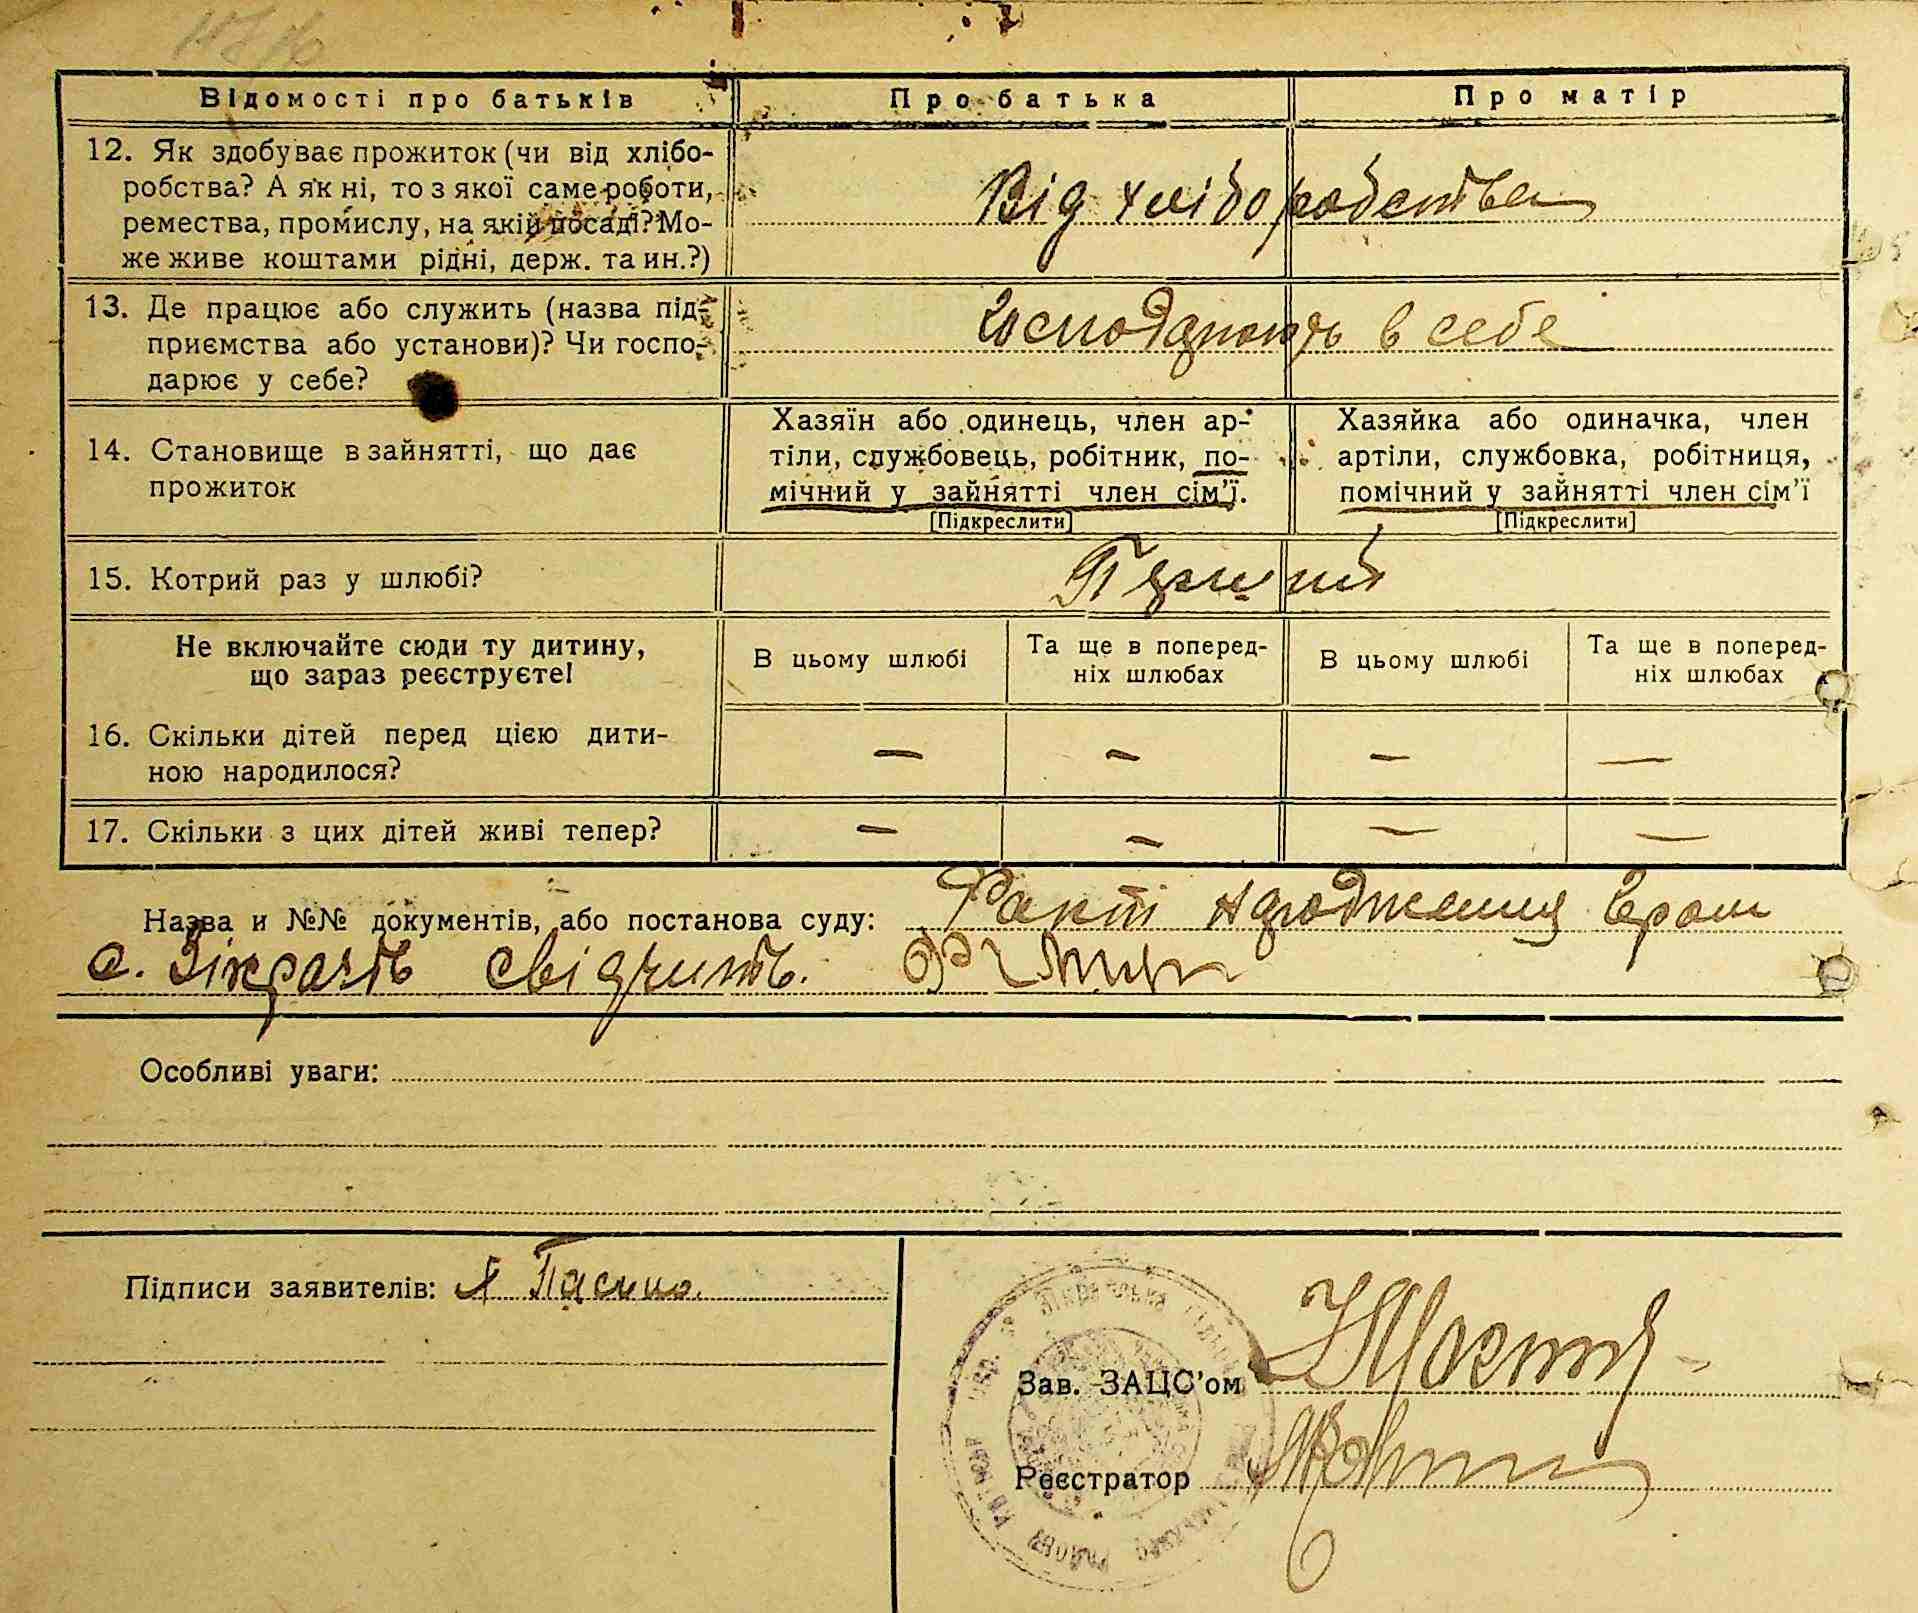 Відомості про батьків
Про батька
Про матір
12. Як здобуває прожиток (чи від хлібо-
робства? А як ні, то з якої саме роботи,
ремества, промислу, на якій посаді? Мо-
же живе коштами рідні, держ. та ин.?)
Від хліборобства
13. Де працює або служить (назва під-
приємства або установи)? Чи госпо-
дарює у себе?
в себе
14. Становище в зайнятті, що дає
прожиток
Хазяїн або одинець, член ар-
тіли, службовець, робітник, по-
мічний у зайнятті член сім'ї.
[Підкреслити]
Хазяйка або одиначка, член
артіли, службовка, робітниця,
помічний у зайнятті член сім'ї
[Підкреслити]
15. Котрий раз у шлюбі?
Не включайте сюди ту дитину,
що зараз реєструєте!
В цьому шлюбі
Та ще в поперед-
ніх шлюбах
В цьому шлюбі
Та ще в поперед-
ніх шлюбах
16. Скільки дітей перед цією дити-
ною народилося?
— — — —
17. Скільки з цих дітей живі тепер?
— — — —
Назва и №№ документів, або постанова суду: Факт
с. Зікрать свідчить.
Особливі уваги:
Підписи заявителів: я
Зав. ЗАЦС'ом
Реєстратор